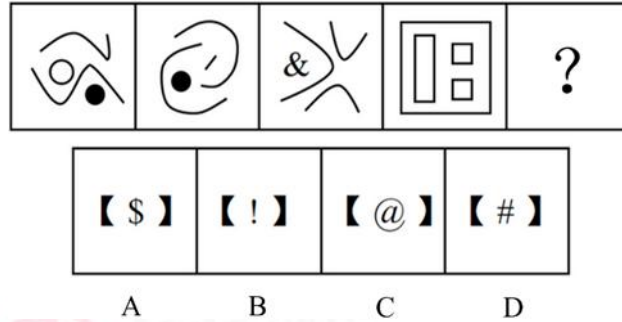 & ?
【 $ 】 【 ! 】 【 @ 】 【 # 】
A B C D